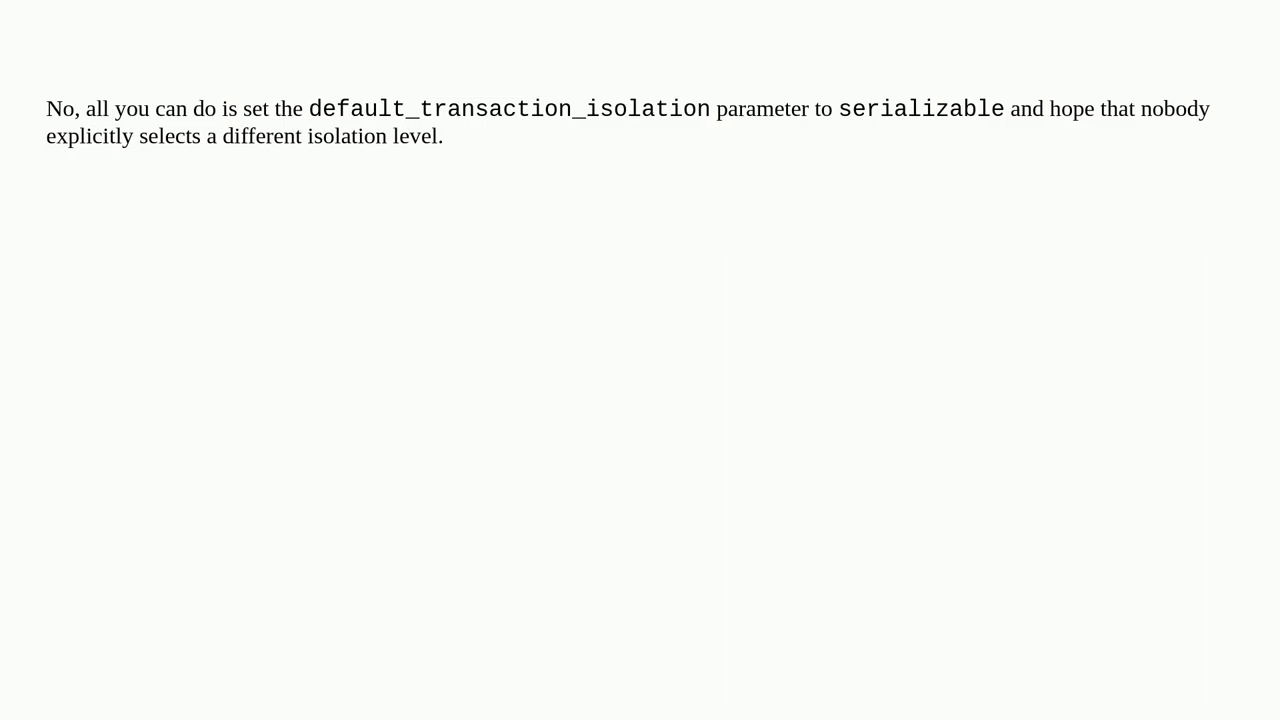 No, all you can do is set the default_transaction_isolation parameter to serializable and hope that nobody
explicitly selects a different isolation level.